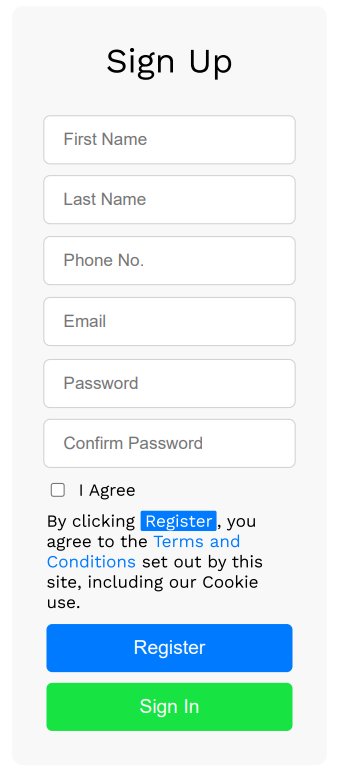 Sign Up
First Name
Last Name
Phone No.
Email
Password
Confirm Password
I Agree
By clicking Register, you
agree to the Terms and
Conditions set out by this
site, including our Cookie
use.
Register
Sign In